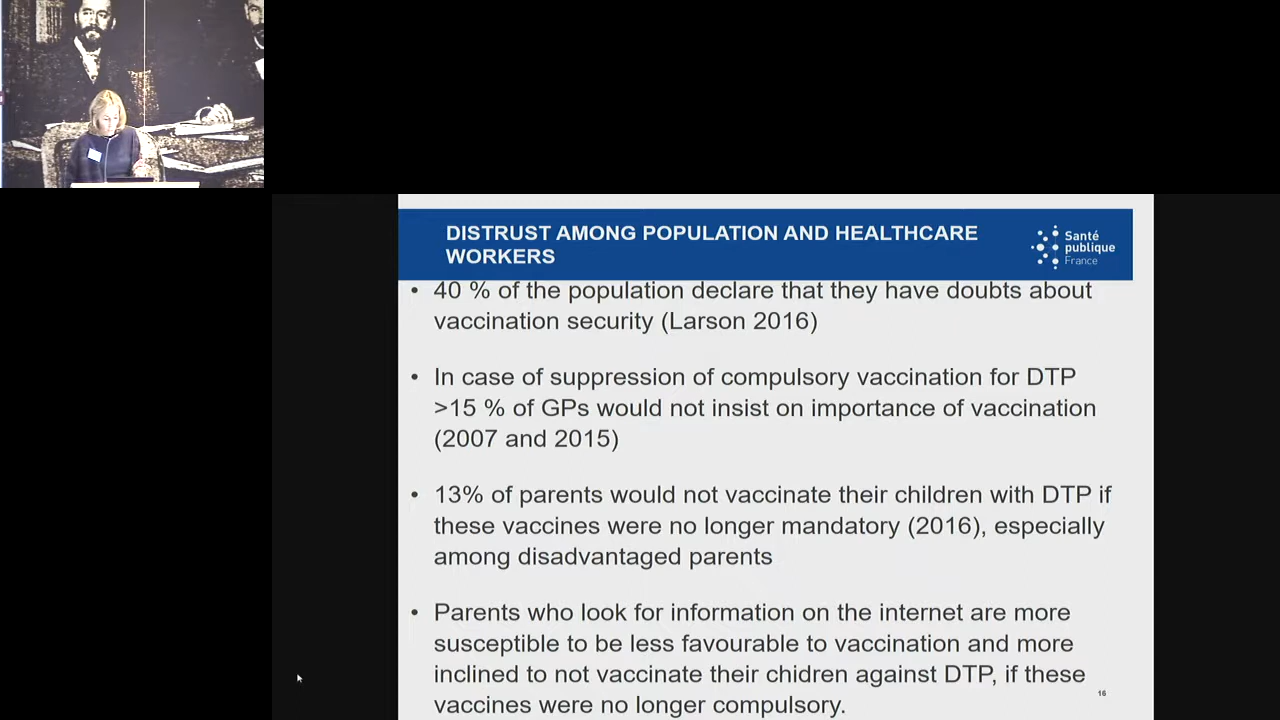 DISTRUST AMONG POPULATION AND HEALTHCARE
WORKERS
Santé
publique
France
• 40 % of the population declare that they have doubts about
vaccination security (Larson 2016)
• In case of suppression of compulsory vaccination for DTP
>15 % of GPs would not insist on importance of vaccination
(2007 and 2015)
• 13% of parents would not vaccinate their children with DTP if
these vaccines were no longer mandatory (2016), especially
among disadvantaged parents
• Parents who look for information on the internet are more
susceptible to be less favourable to vaccination and more
inclined to not vaccinate their chidren against DTP, if these
vaccines were no longer compulsory.
16